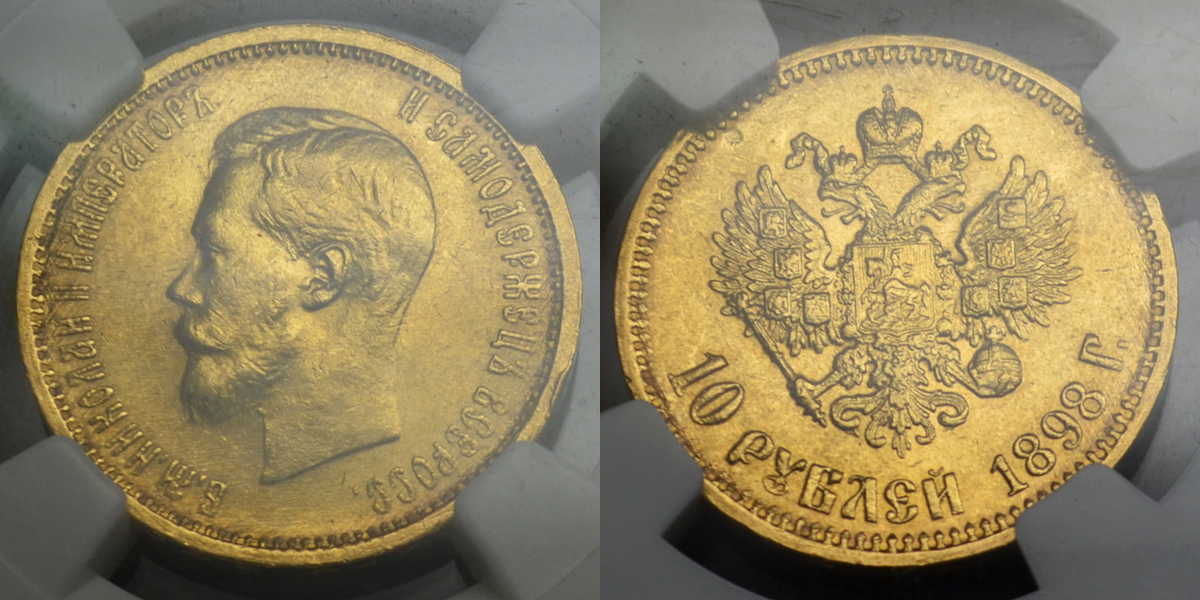 Б.М.НИКОЛАЙ II ИМПЕРАТОРЪ И САМОДЕРЖЕЦЪ ВСЕРОСС.
10 РУБЛЕЙ 1898 Г.